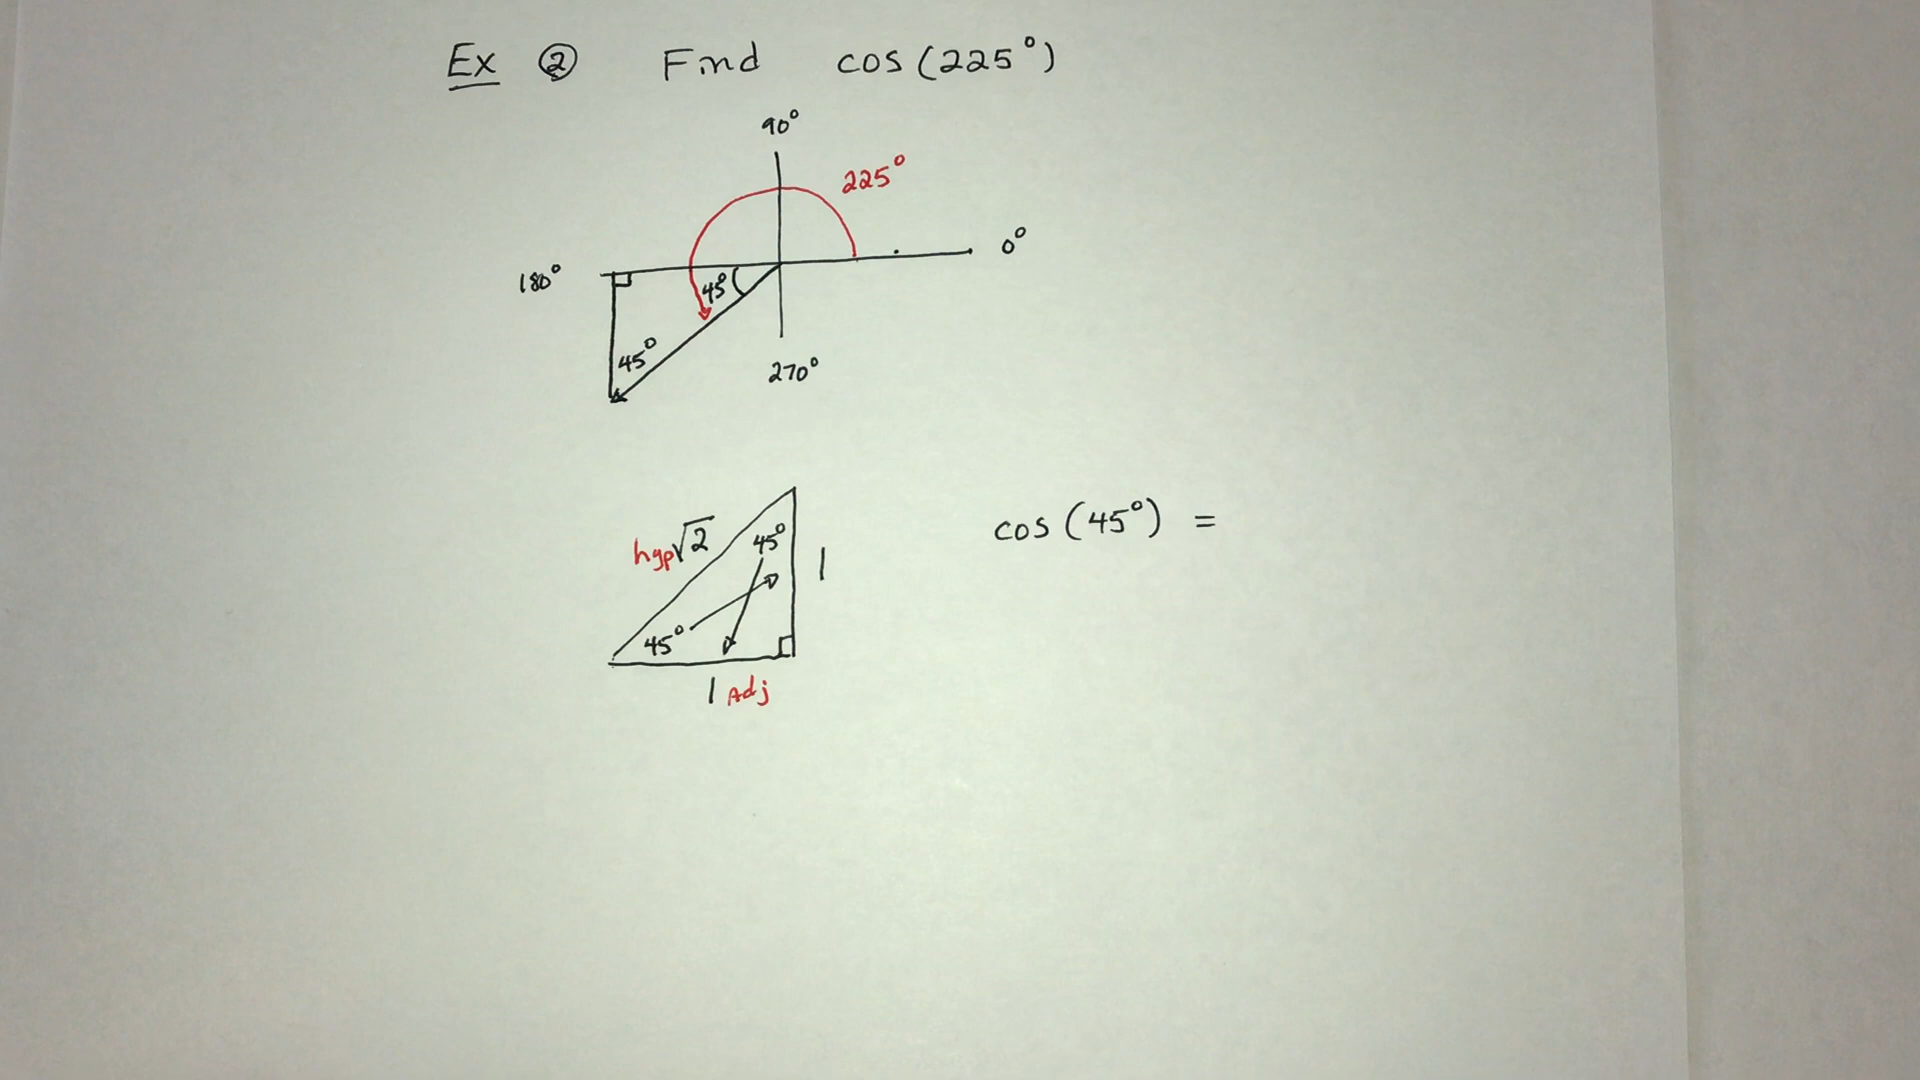 Ex ② Find cos(225°)
90°
225°
0°
180°
45°
45°
270°
hyp √2
45°
1
cos(45°) =
45°
1 Adj